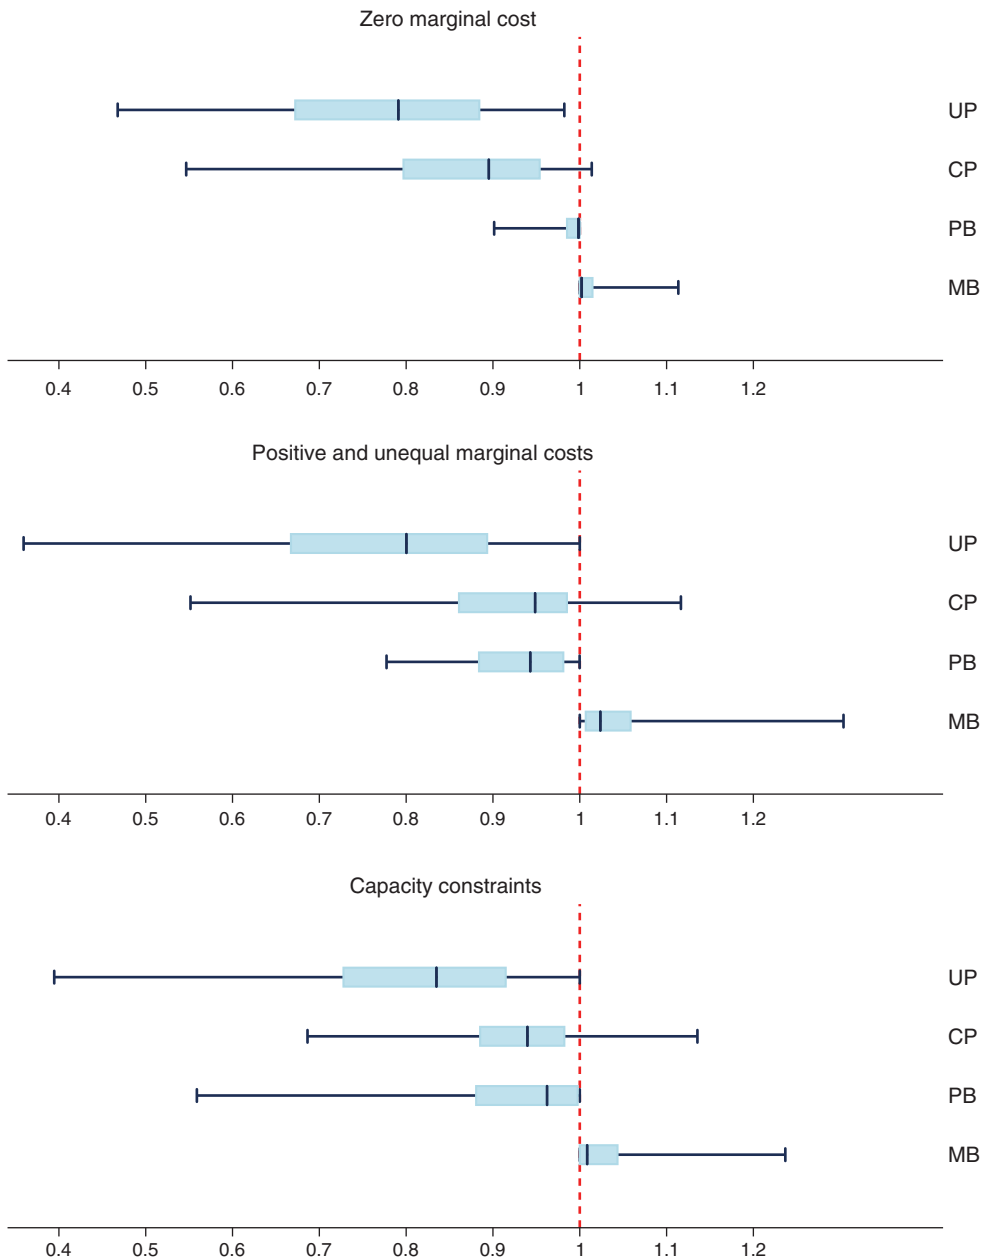 Zero marginal cost
UP
CP
PB
MB
0.4 0.5 0.6 0.7 0.8 0.9 1 1.1 1.2
Positive and unequal marginal costs
UP
CP
PB
MB
0.4 0.5 0.6 0.7 0.8 0.9 1 1.1 1.2
Capacity constraints
UP
CP
PB
MB
0.4 0.5 0.6 0.7 0.8 0.9 1 1.1 1.2